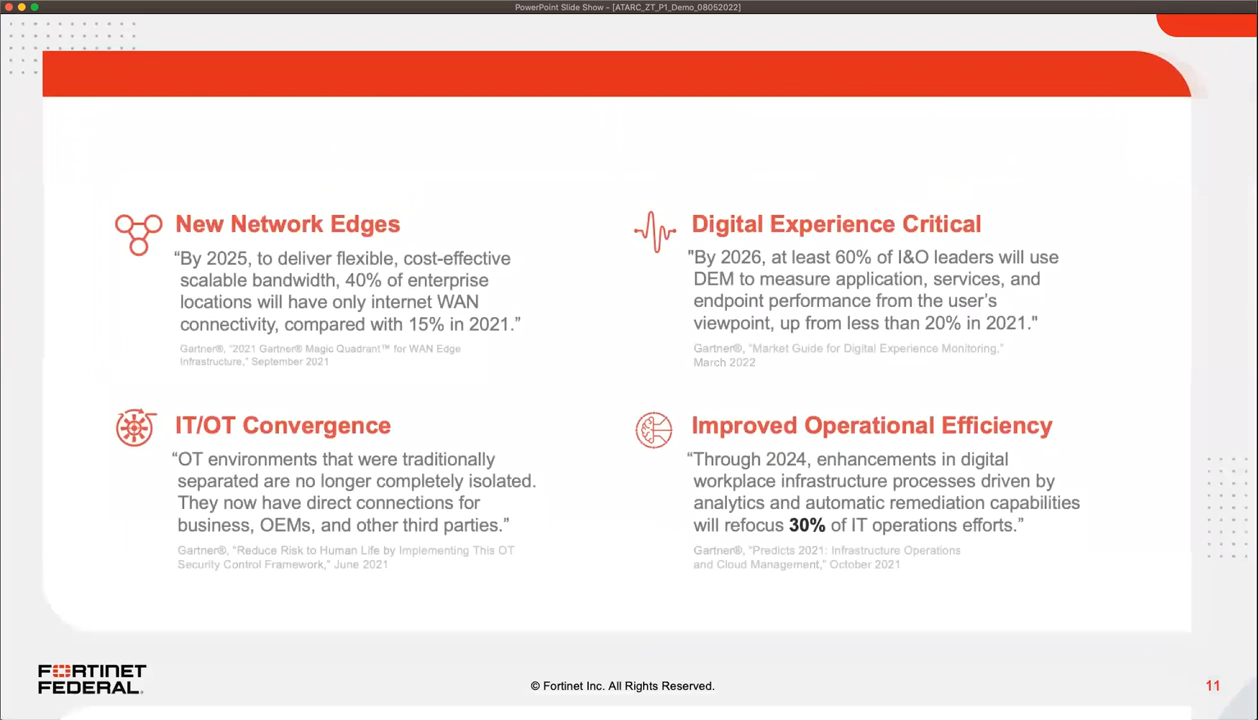 PowerPoint Slide Show - [ATARC_ZT_P1_Demo_08052022]
New Network Edges
“By 2025, to deliver flexible, cost-effective
scalable bandwidth, 40% of enterprise
locations will have only internet WAN
connectivity, compared with 15% in 2021.”
Gartner®, “2021 Gartner® Magic Quadrant™ for WAN Edge
Infrastructure,” September 2021
Digital Experience Critical
"By 2026, at least 60% of I&O leaders will use
DEM to measure application, services, and
endpoint performance from the user’s
viewpoint, up from less than 20% in 2021."
Gartner®, “Market Guide for Digital Experience Monitoring,”
March 2022
IT/OT Convergence
“OT environments that were traditionally
separated are no longer completely isolated.
They now have direct connections for
business, OEMs, and other third parties.”
Gartner®, “Reduce Risk to Human Life by Implementing This OT
Security Control Framework,” June 2021
Improved Operational Efficiency
“Through 2024, enhancements in digital
workplace infrastructure processes driven by
analytics and automatic remediation capabilities
will refocus 30% of IT operations efforts.”
Gartner®, “Predicts 2021: Infrastructure Operations
and Cloud Management,” October 2021
FORTINET
FEDERAL
© Fortinet Inc. All Rights Reserved.
11